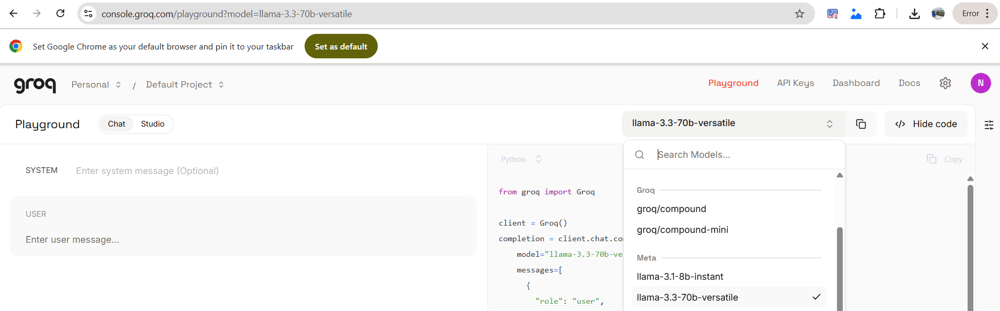 console.groq.com/playground?model=llama-3.3-70b-versatile
Error
Set Google Chrome as your default browser and pin it to your taskbar
Set as default
groq
Personal / Default Project
Playground API Keys Dashboard Docs
N
Playground
Chat Studio
llama-3.3-70b-versatile
</> Hide code
SYSTEM Enter system message (Optional)
USER
Enter user message...
Python
Copy
from groq import Groq
client = Groq()
completion = client.chat.co
model="llama-3.3-70b-ve
messages=[
{
"role": "user",
Search Models...
Groq
groq/compound
groq/compound-mini
Meta
llama-3.1-8b-instant
llama-3.3-70b-versatile